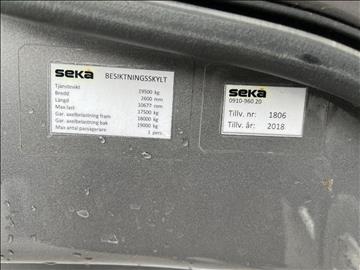 seka BESIKTNINGSSKYLT
Tjänstevikt 19500 kg
Bredd 2600 mm
Längd 10677 mm
Max last 17500 kg
Gar. axelbelastning fram 18000 kg
Gar. axelbelastning bak 19000 kg
Max antal passagerare 1 pers
seka
0910-960 20
Tillv. nr: 1806
Tillv. år: 2018